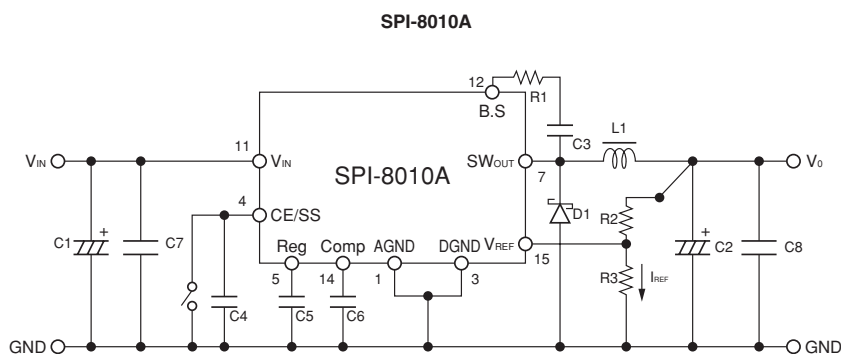 SPI-8010A
12
R1
B.S
C3
L1
VIN
11
VIN
SPI-8010A
SWOUT
7
V0
4
CE/SS
D1
R2
C1
+
C7
Reg
Comp
AGND
DGND
VREF
15
+
C2
C8
5
14
1
3
R3
IREF
C4
C5
C6
GND
GND